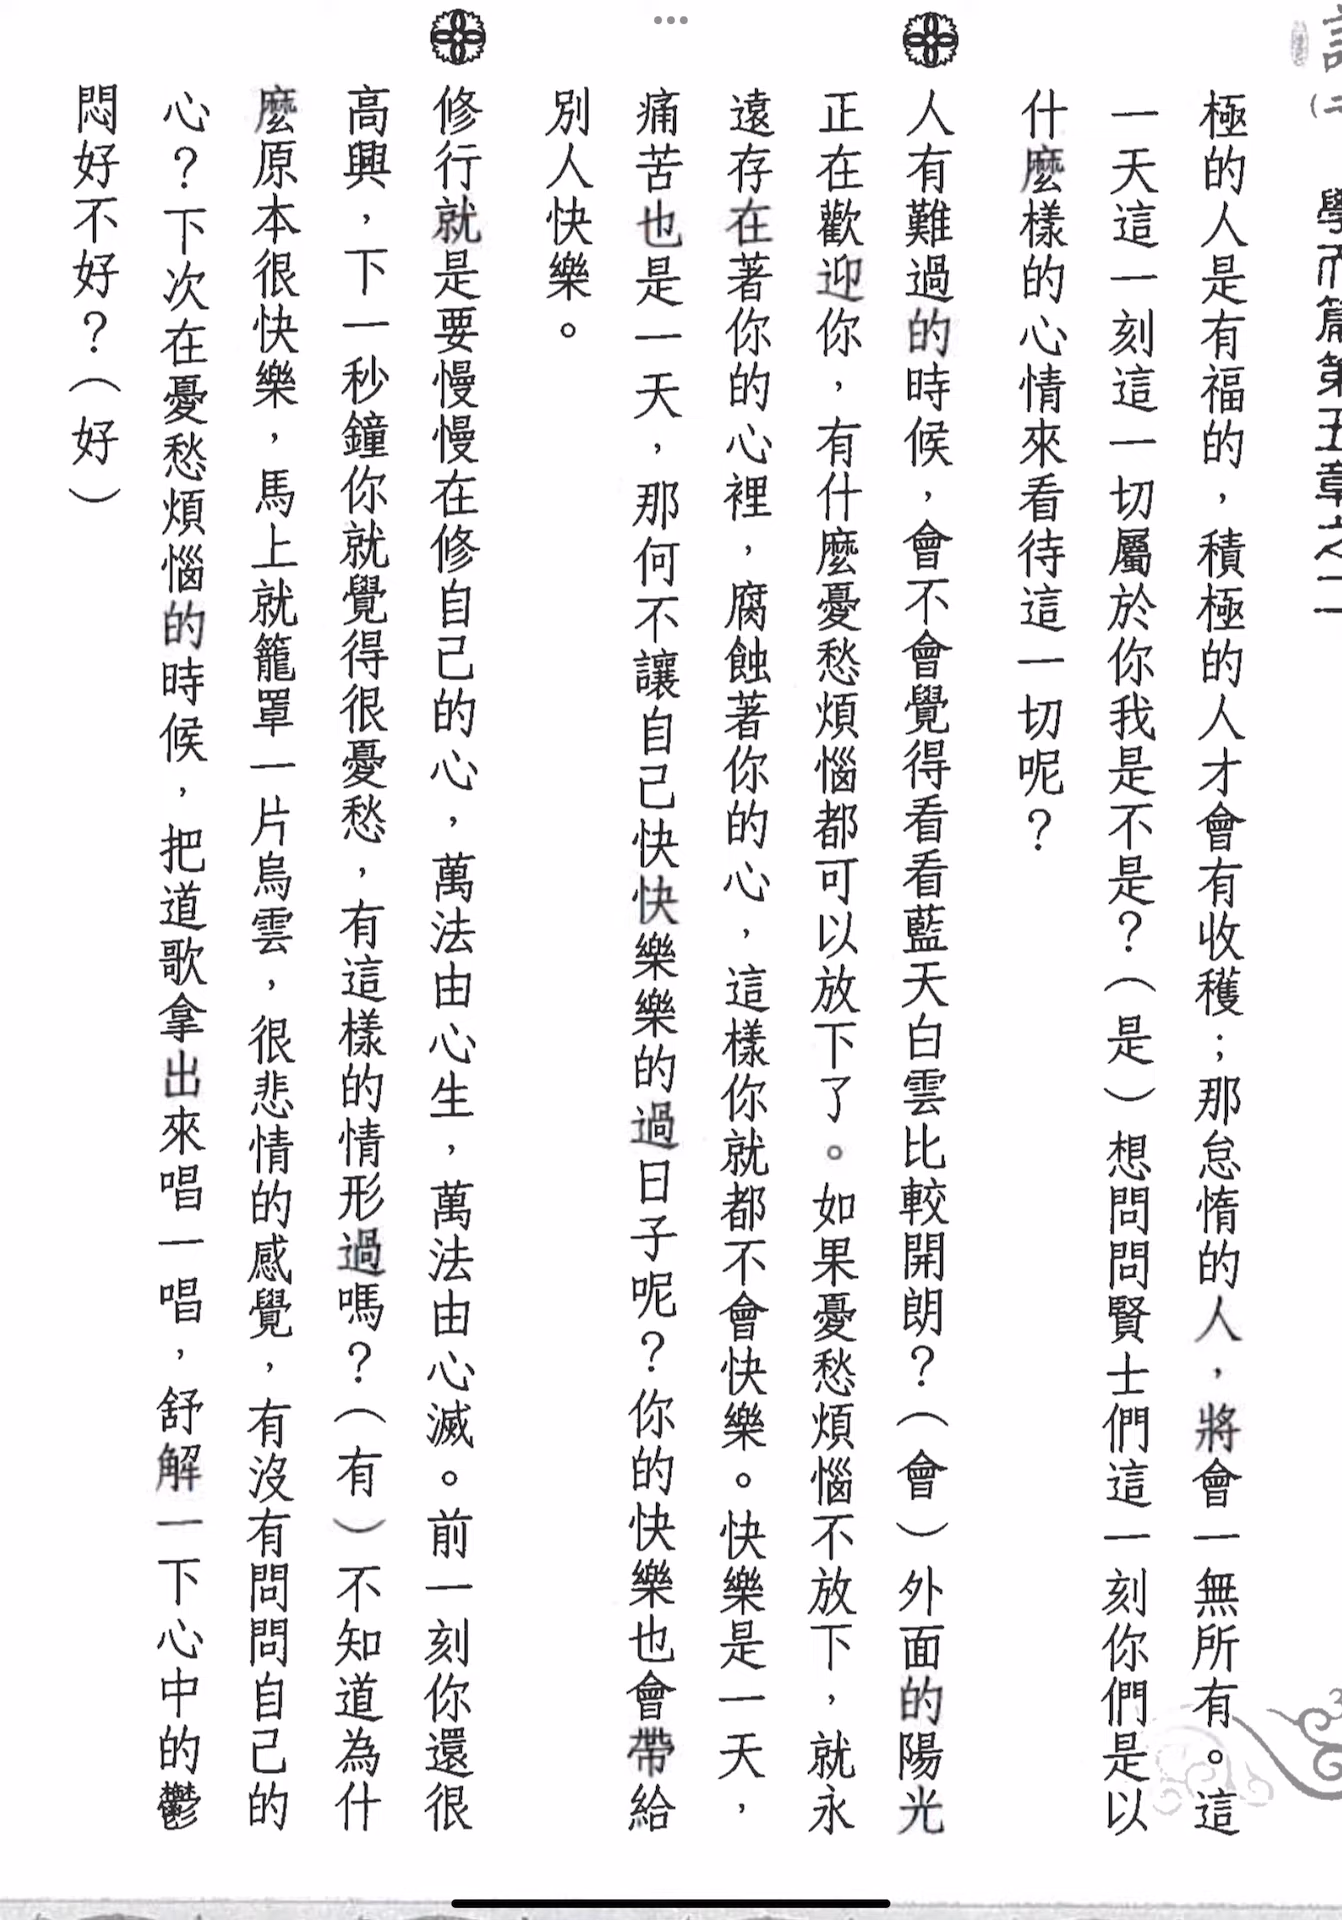 學而篇第五章之二
極的人是有福的，積極的人才會有收穫；那怠惰的人，將會一無所有。這
一天這一刻這一切屬於你我是不是？（是）想問問賢士們這一刻你們是以
什麼樣的心情來看待這一切呢？
人有難過的時候，會不會覺得看看藍天白雲比較開朗？（會）外面的陽光
正在歡迎你，有什麼憂愁煩惱都可以放下了。如果憂愁煩惱不放下，就永
遠存在著你的心裡，腐蝕著你的心，這樣你就都不會快樂。快樂是一天，
痛苦也是一天，那何不讓自己快快樂樂的過日子呢？你的快樂也會帶給
別人快樂。
修行就是要慢慢在修自己的心，萬法由心生，萬法由心滅。前一刻你還很
高興，下一秒鐘你就覺得很憂愁，有這樣的情形過嗎？（有）不知道為什
麼原本很快樂，馬上就籠罩一片烏雲，很悲情的感覺，有沒有問問自己的
心？下次在憂愁煩惱的時候，把道歌拿出來唱一唱，舒解一下心中的鬱
悶好不好？（好）